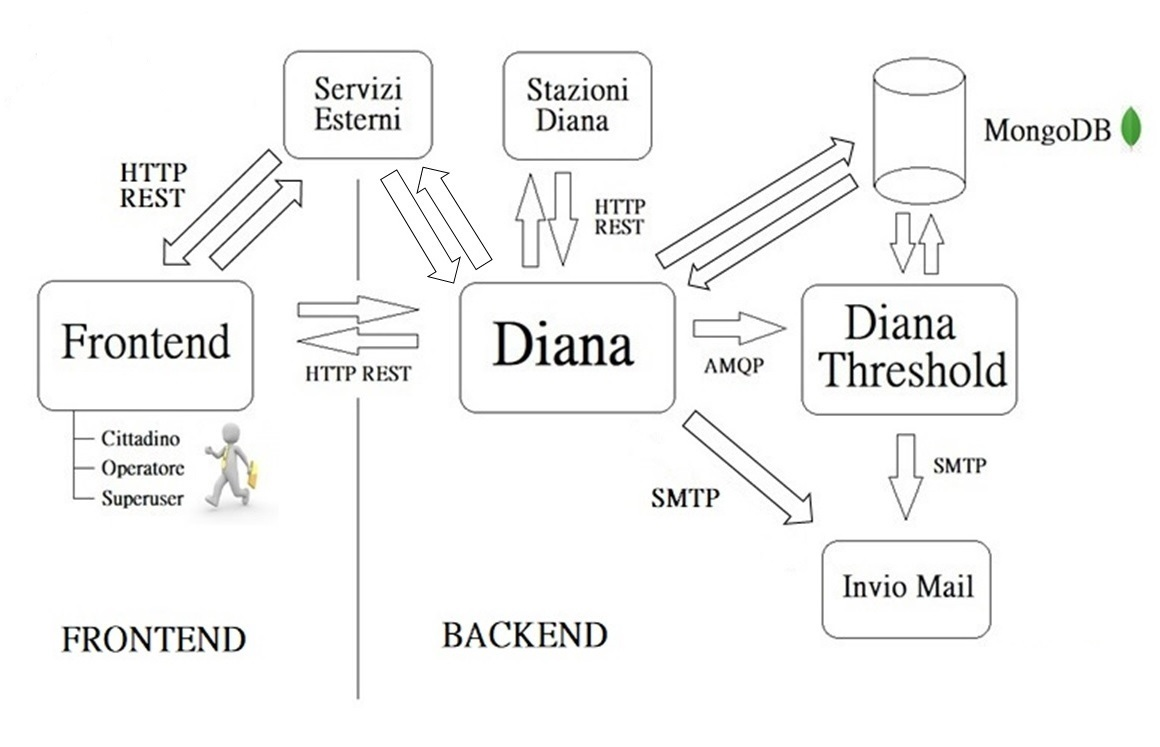 Servizi
Esterni
Stazioni
Diana
MongoDB
HTTP
REST
HTTP
REST
Frontend
Diana
Diana
Threshold
HTTP REST
AMQP
Cittadino
Operatore
Superuser
SMTP
SMTP
Invio Mail
FRONTEND
BACKEND